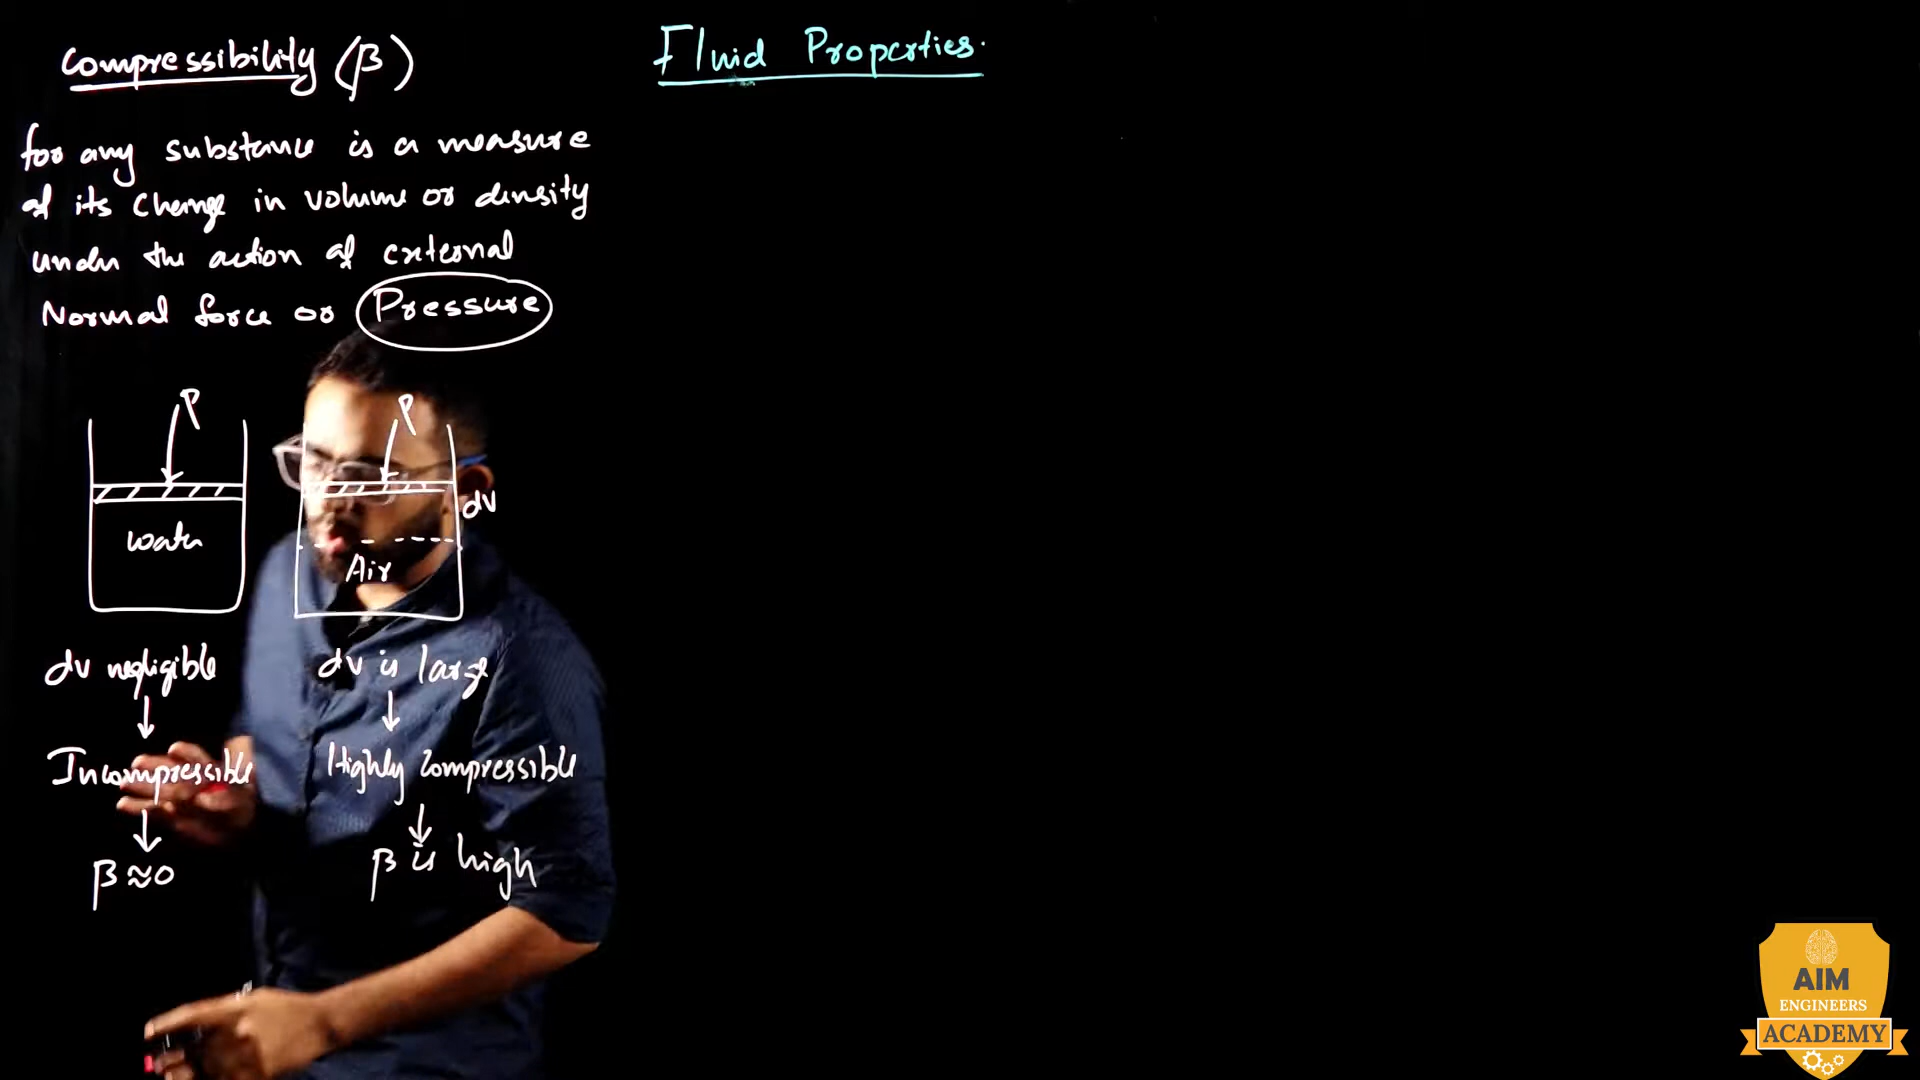 Compressibility (β)
Fluid Properties.
for any substance is a measure
of its change in volume or density
under the action of external
Normal force or Pressure
P
P
dv
water
Air
dv negligible
dv is large
↓
↓
Incompressible
Highly compressible
↓
↓
β≈0
β is high
AIM
ENGINEERS
ACADEMY